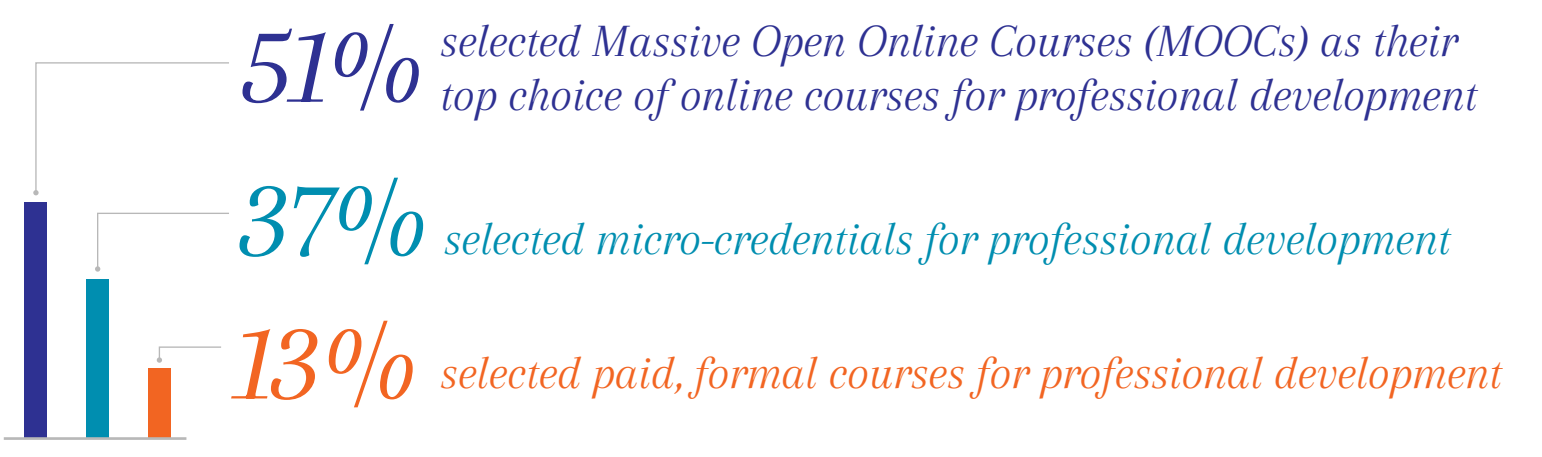 51% selected Massive Open Online Courses (MOOCs) as their
top choice of online courses for professional development
37% selected micro-credentials for professional development
13% selected paid, formal courses for professional development